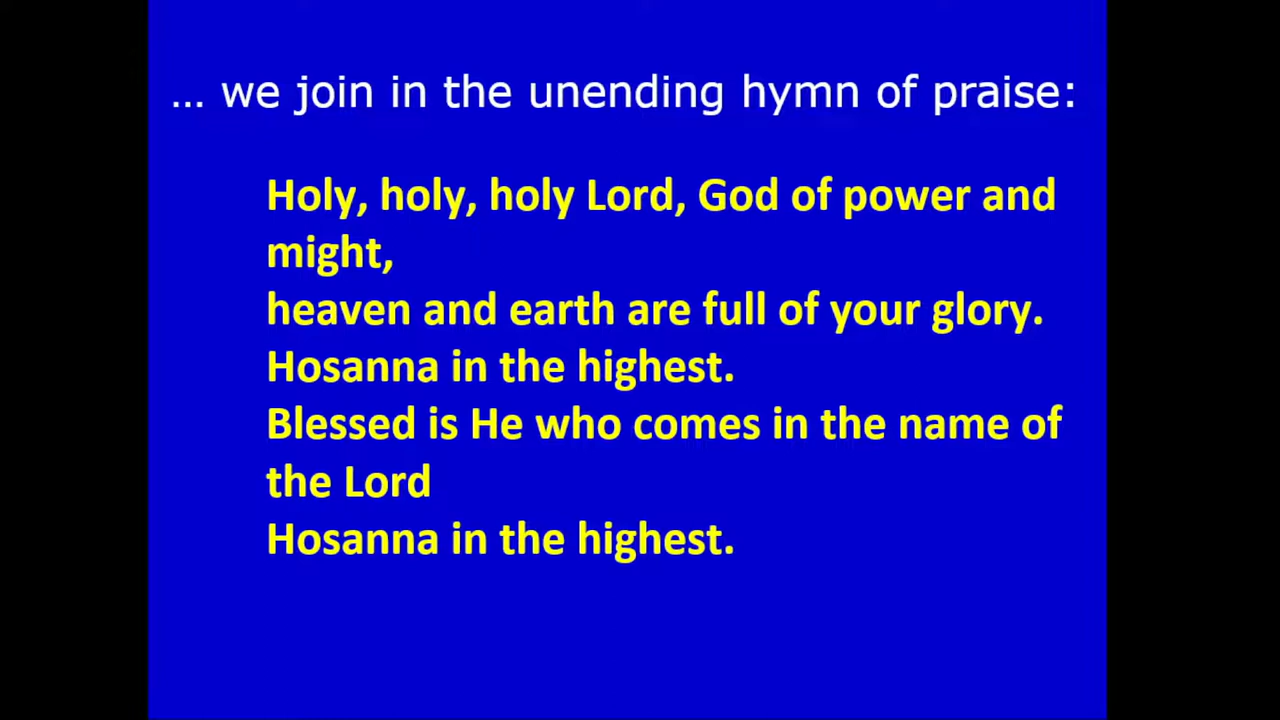 … we join in the unending hymn of praise:
Holy, holy, holy Lord, God of power and
might,
heaven and earth are full of your glory.
Hosanna in the highest.
Blessed is He who comes in the name of
the Lord
Hosanna in the highest.